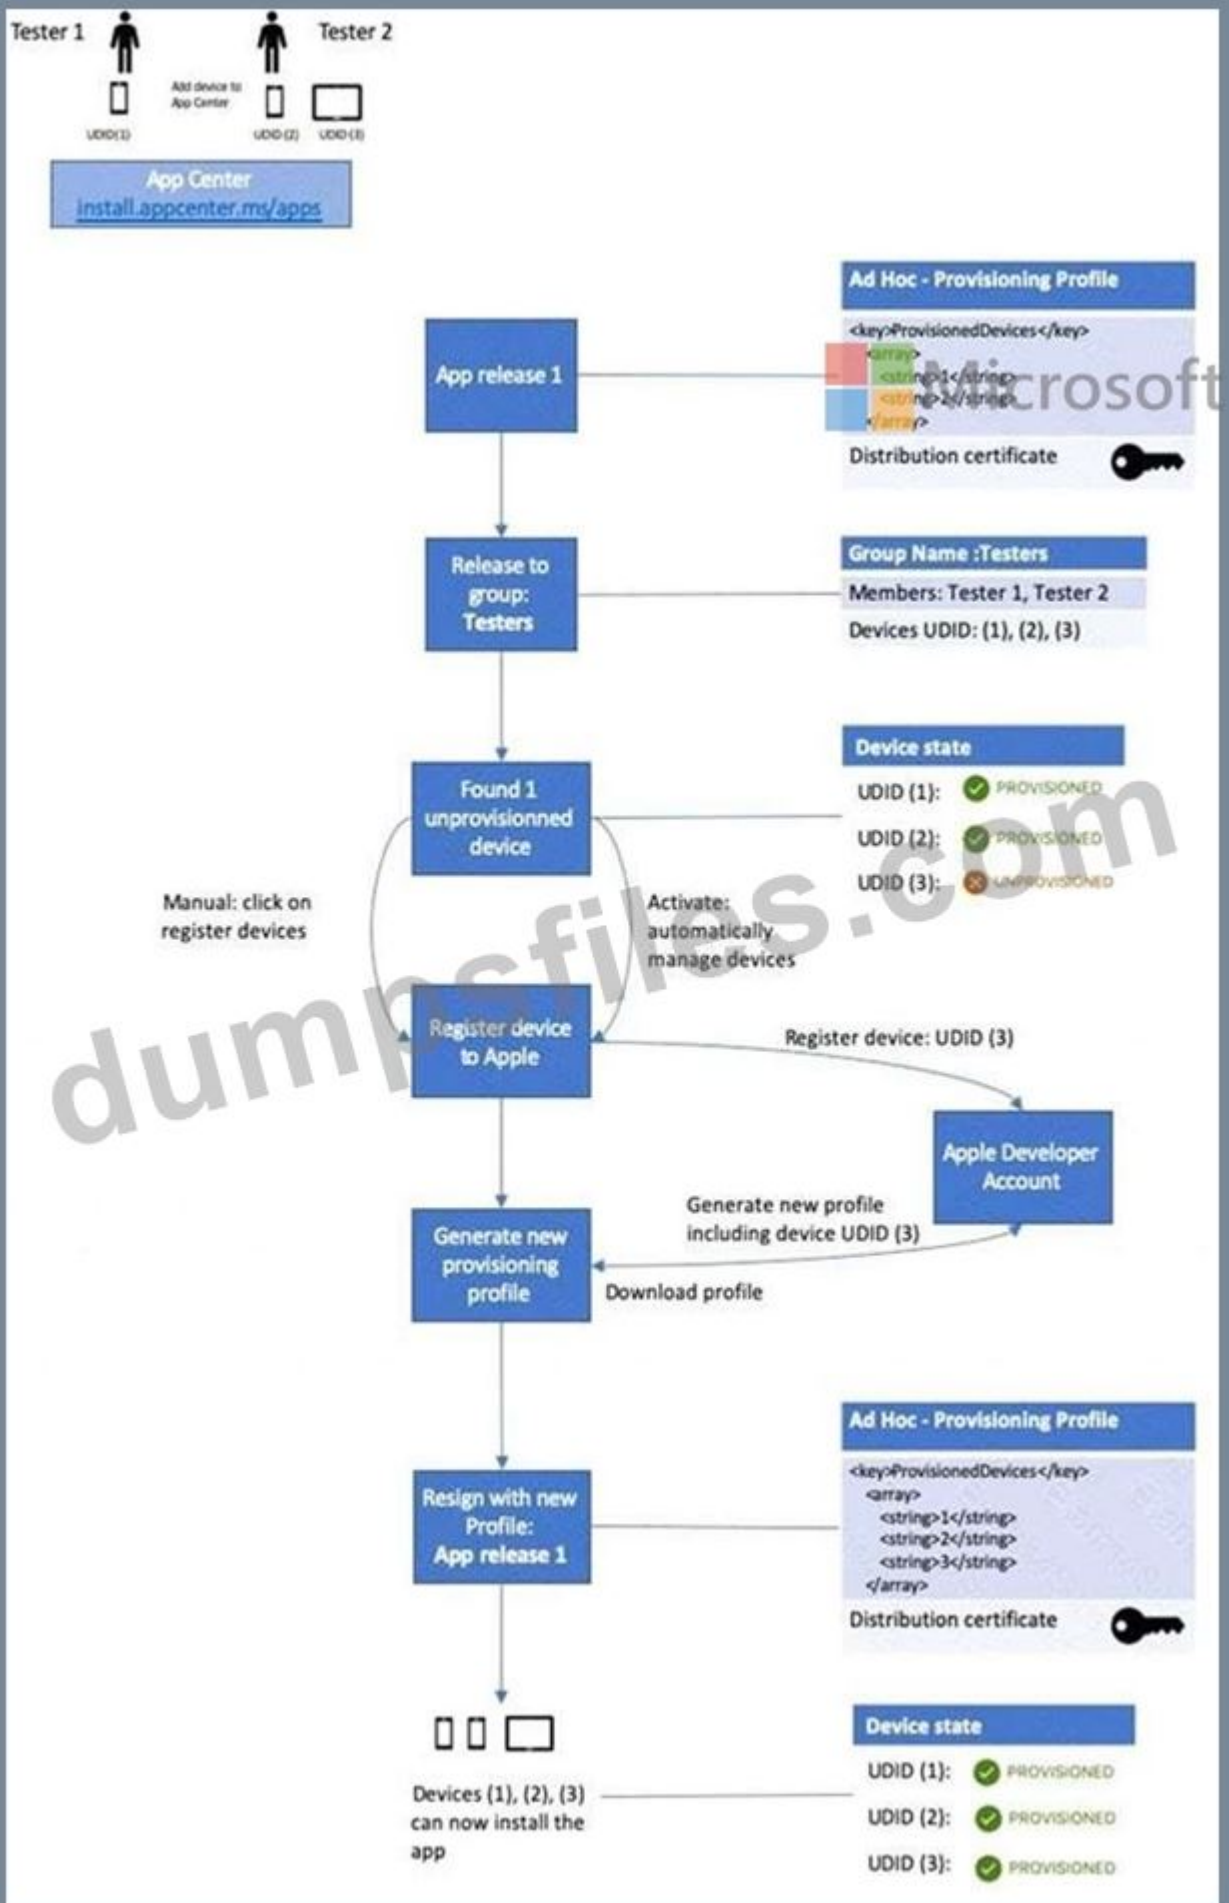 Tester 1
Tester 2
Add device to
App Center
UDID(1)
UDID (2)
UDID (3)
App Center
install.appcenter.ms/apps
Ad Hoc - Provisioning Profile
<key>ProvisionedDevices</key>
<array>
<string>1</string>
<string>2</string>
</array>
Microsoft
Distribution certificate
App release 1
Release to
group:
Testers
Group Name :Testers
Members: Tester 1, Tester 2
Devices UDID: (1), (2), (3)
Found 1
unprovisionned
device
Device state
UDID (1): PROVISIONED
UDID (2): PROVISIONED
UDID (3): UNPROVISIONED
Manual: click on
register devices
Activate:
automatically
manage devices
dumpsfiles.com
Register device
to Apple
Register device: UDID (3)
Apple Developer
Account
Generate new profile
including device UDID (3)
Generate new
provisioning
profile
Download profile
Ad Hoc - Provisioning Profile
<key>ProvisionedDevices</key>
<array>
<string>1</string>
<string>2</string>
<string>3</string>
</array>
Distribution certificate
Resign with new
Profile:
App release 1
Devices (1), (2), (3)
can now install the
app
Device state
UDID (1): PROVISIONED
UDID (2): PROVISIONED
UDID (3): PROVISIONED